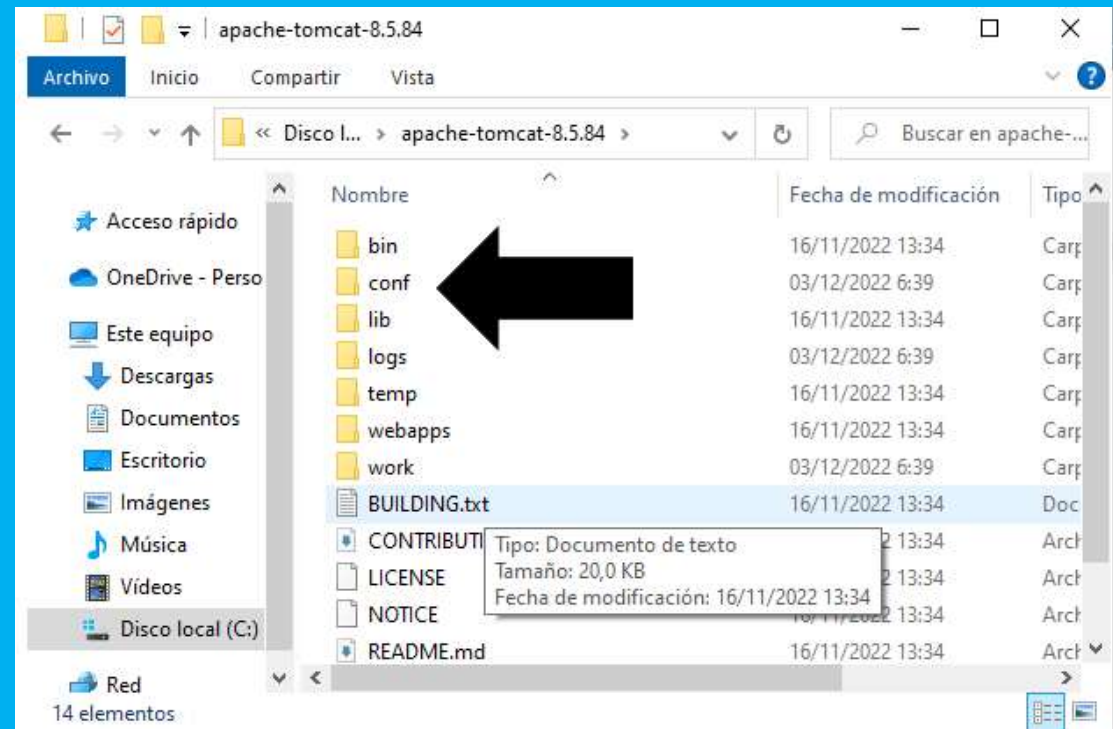 apache-tomcat-8.5.84
Archivo Inicio Compartir Vista
« Disco l... › apache-tomcat-8.5.84 › Buscar en apache-...
Nombre Fecha de modificación Tipo
Acceso rápido
OneDrive - Perso
Este equipo
Descargas
Documentos
Escritorio
Imágenes
Música
Vídeos
Disco local (C:)
Red
bin 16/11/2022 13:34 Carp
conf 03/12/2022 6:39 Carp
lib 16/11/2022 13:34 Carp
logs 03/12/2022 6:39 Carp
temp 16/11/2022 13:34 Carp
webapps 16/11/2022 13:34 Carp
work 03/12/2022 6:39 Carp
BUILDING.txt 16/11/2022 13:34 Doc
CONTRIBUTI 2 13:34 Arch
LICENSE 2 13:34 Arch
NOTICE 16/11/2022 13:34 Arch
README.md 16/11/2022 13:34 Arch
Tipo: Documento de texto
Tamaño: 20,0 KB
Fecha de modificación: 16/11/2022 13:34
14 elementos